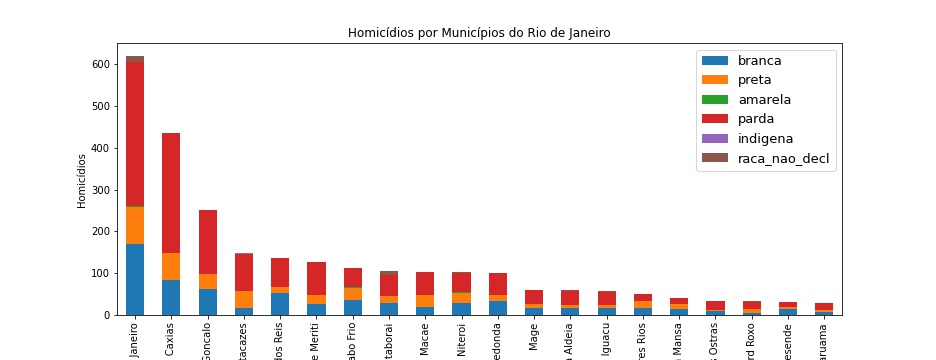 Homicídios por Municípios do Rio de Janeiro
Homicídios
600
500
400
300
200
100
0
branca
preta
amarela
parda
indigena
raca_nao_decl
Janeiro
Caxias
Goncalo
tacazes
los Reis
e Meriti
abo Frio
taborai
Macae
Niteroi
edonda
Mage
Aldeia
Iguacu
es Rios
Mansa
Ostras
rd Roxo
esende
aruama